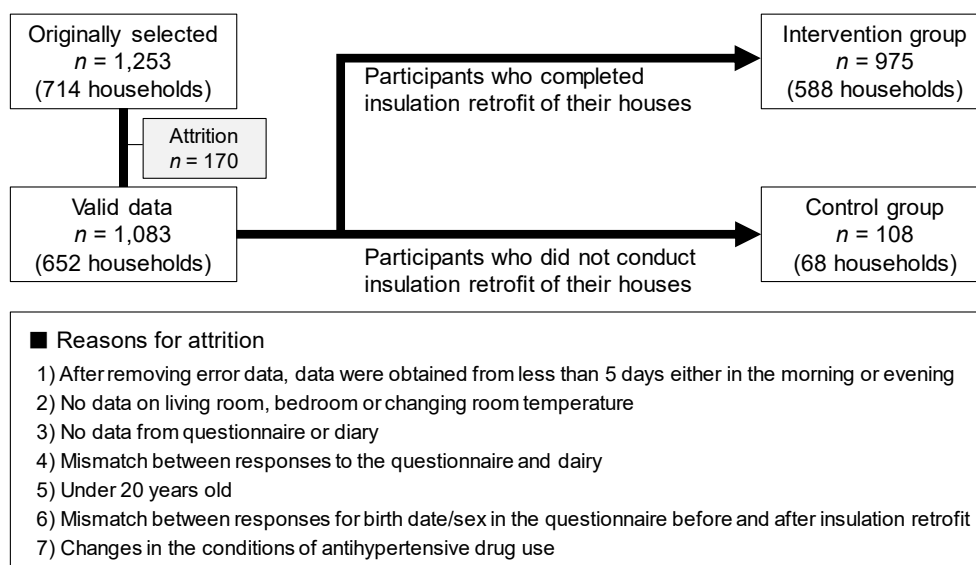 Originally selected
n = 1,253
(714 households)
Attrition
n = 170
Valid data
n = 1,083
(652 households)
Participants who completed
insulation retrofit of their houses
Participants who did not conduct
insulation retrofit of their houses
Intervention group
n = 975
(588 households)
Control group
n = 108
(68 households)
■ Reasons for attrition
1) After removing error data, data were obtained from less than 5 days either in the morning or evening
2) No data on living room, bedroom or changing room temperature
3) No data from questionnaire or diary
4) Mismatch between responses to the questionnaire and dairy
5) Under 20 years old
6) Mismatch between responses for birth date/sex in the questionnaire before and after insulation retrofit
7) Changes in the conditions of antihypertensive drug use